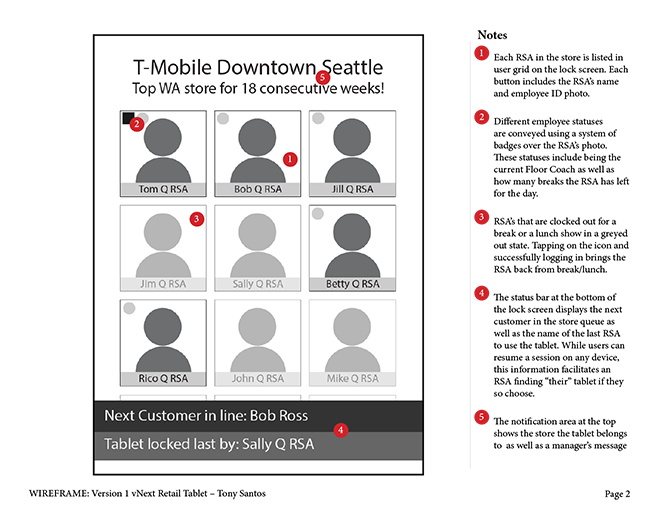 T-Mobile Downtown Seattle
5
Top WA store for 18 consecutive weeks!
2
1
Tom Q RSA
Bob Q RSA
Jill Q RSA
3
Jim Q RSA
Sally Q RSA
Betty Q RSA
Rico Q RSA
John Q RSA
Mike Q RSA
Next Customer in line: Bob Ross
4
Tablet locked last by: Sally Q RSA
Notes
1
Each RSA in the store is listed in
user grid on the lock screen. Each
button includes the RSA's name
and employee ID photo.
2
Different employee statuses
are conveyed using a system of
badges over the RSA's photo.
These statuses include being the
current Floor Coach as well as
how many breaks the RSA has left
for the day.
3
RSA's that are clocked out for a
break or a lunch show in a greyed
out state. Tapping on the icon and
successfully logging in brings the
RSA back from break/lunch.
4
The status bar at the bottom of
the lock screen displays the next
customer in the store queue as
well as the name of the last RSA
to use the tablet. While users can
resume a session on any device,
this information facilitates an
RSA finding "their" tablet if they
so choose.
5
The notification area at the top
shows the store the tablet belongs
to as well as a manager's message
WIREFRAME: Version 1 vNext Retail Tablet – Tony Santos
Page 2